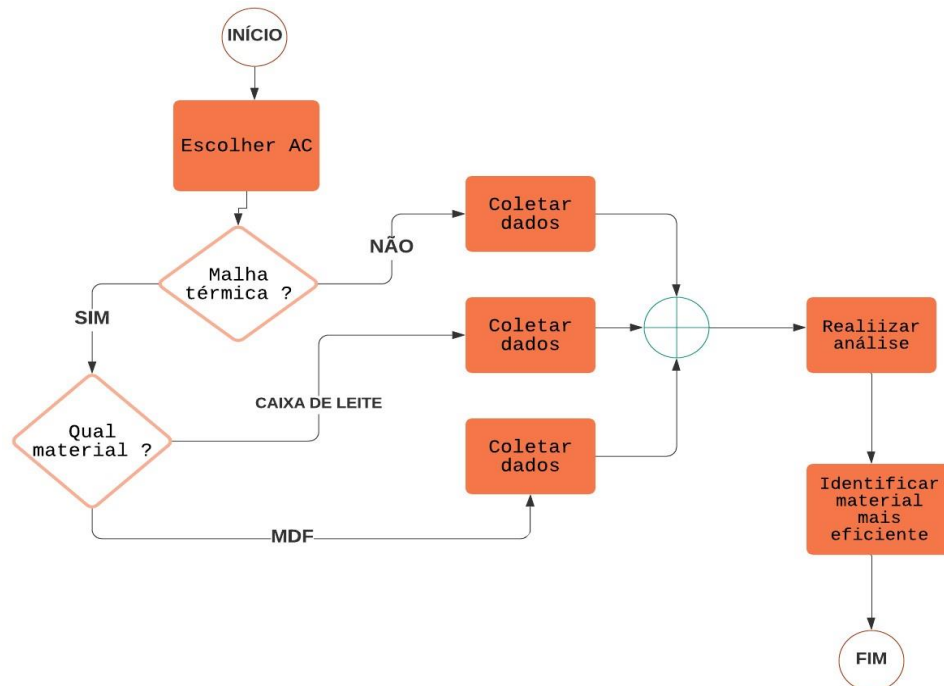 INÍCIO
Escolher AC
Malha
térmica ?
NÃO
SIM
Qual
material ?
CAIXA DE LEITE
MDF
Coletar
dados
Coletar
dados
Coletar
dados
Realiizar
análise
Identificar
material
mais
eficiente
FIM